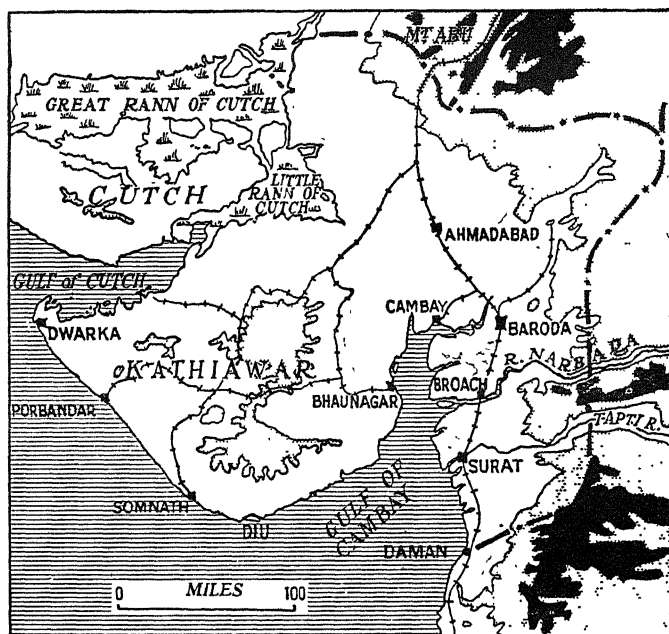 MT ABU
GREAT RANN OF CUTCH
CUTCH
LITTLE
RANN OF
CUTCH
AHMADABAD
GULF of CUTCH
CAMBAY
DWARKA
BARODA
R. NARBADA
KATHIAWAR
PORBANDAR
BHAUNAGAR
BROACH
TAPTI R.
SURAT
SOMNATH
DIU
GULF OF
CAMBAY
DAMAN
0 MILES 100